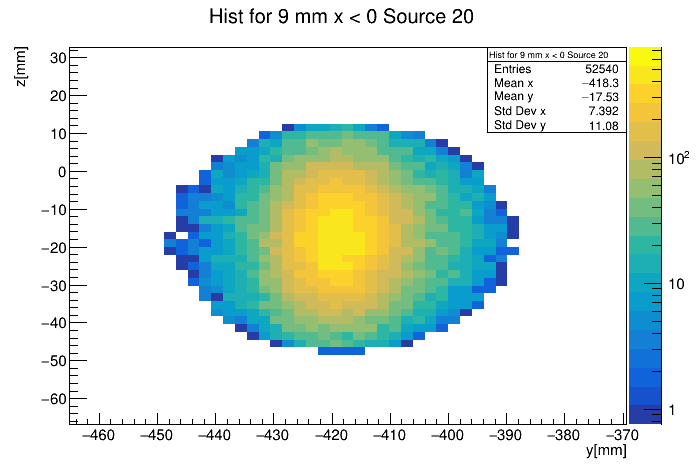 Hist for 9 mm x < 0 Source 20
z[mm]
Hist for 9 mm x < 0 Source 20
Entries 52540
Mean x −418.3
Mean y −17.53
Std Dev x 7.392
Std Dev y 11.08
30
20
10
0
−10
−20
−30
−40
−50
−60
10²
10
1
−460 −450 −440 −430 −420 −410 −400 −390 −380 −370
y[mm]